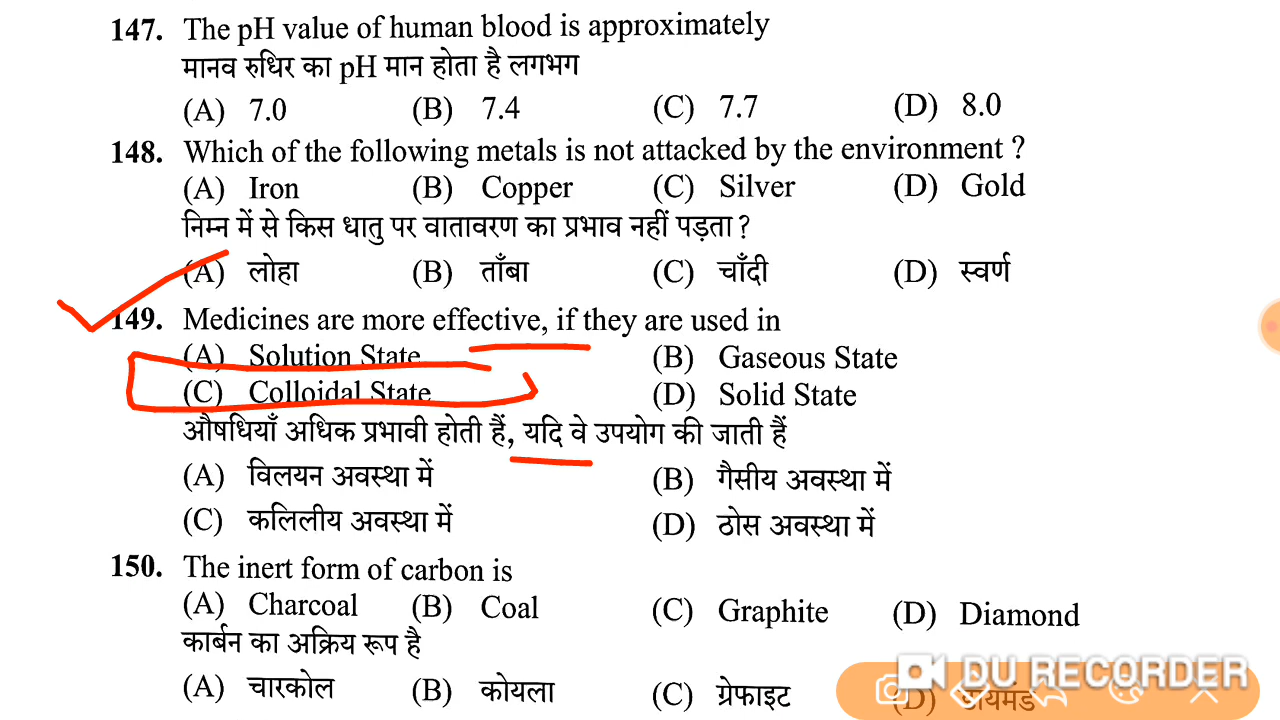 147. The pH value of human blood is approximately
मानव रुधिर का pH मान होता है लगभग
(A) 7.0 (B) 7.4 (C) 7.7 (D) 8.0
148. Which of the following metals is not attacked by the environment ?
(A) Iron (B) Copper (C) Silver (D) Gold
निम्न में से किस धातु पर वातावरण का प्रभाव नहीं पड़ता ?
(A) लोहा (B) ताँबा (C) चाँदी (D) स्वर्ण
149. Medicines are more effective, if they are used in
(A) Solution State (B) Gaseous State
(C) Colloidal State (D) Solid State
औषधियाँ अधिक प्रभावी होती हैं, यदि वे उपयोग की जाती हैं
(A) विलयन अवस्था में (B) गैसीय अवस्था में
(C) कलिलीय अवस्था में (D) ठोस अवस्था में
150. The inert form of carbon is
(A) Charcoal (B) Coal (C) Graphite (D) Diamond
कार्बन का अक्रिय रूप है
(A) चारकोल (B) कोयला (C) ग्रेफाइट (D) डायमंड
DU RECORDER